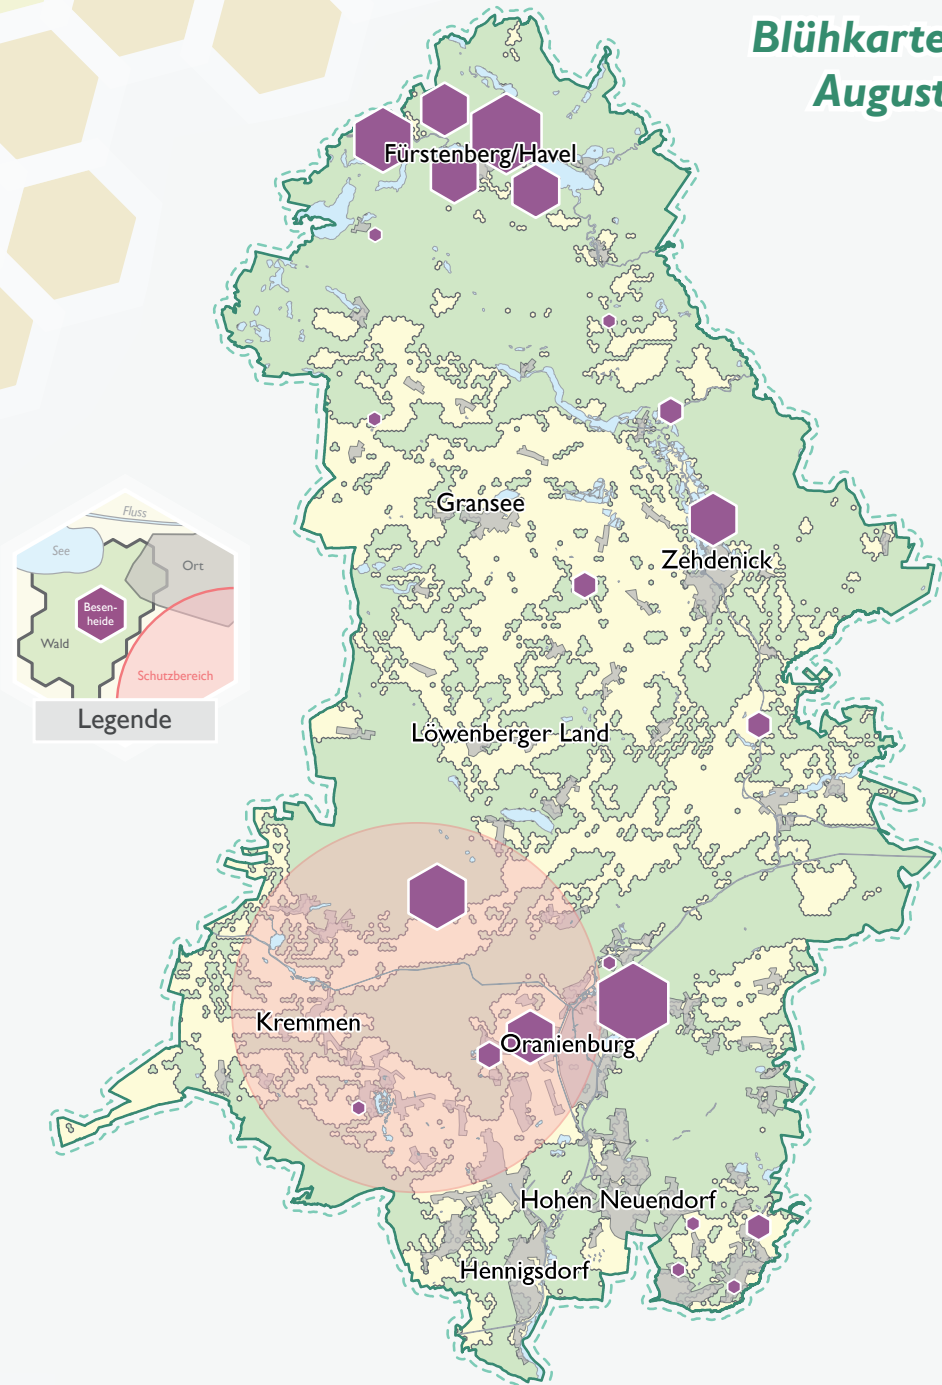 Blühkarte
August
Fürstenberg/Havel
Gransee
Zehdenick
Fluss
See
Ort
Besen-
heide
Wald
Schutzbereich
Legende
Löwenberger Land
Kremmen
Oranienburg
Hohen Neuendorf
Hennigsdorf